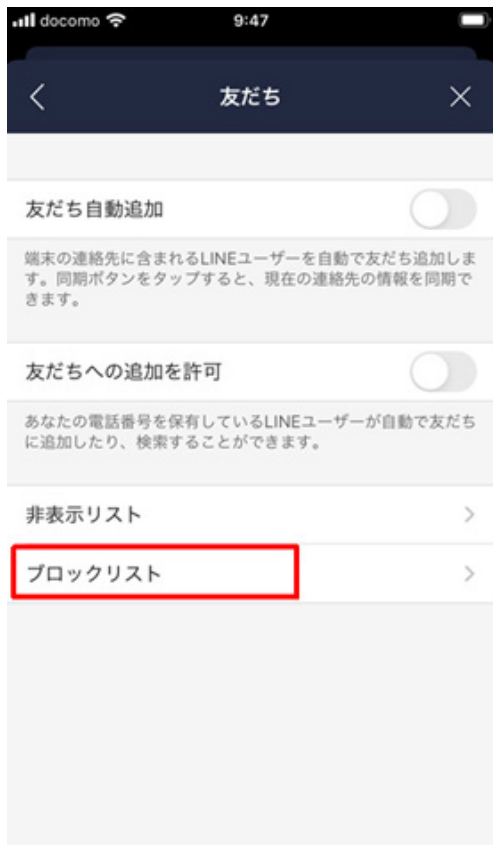 docomo 9:47
友だち
友だち自動追加
端末の連絡先に含まれるLINEユーザーを自動で友だち追加しま
す。同期ボタンをタップすると、現在の連絡先の情報を同期で
きます。
友だちへの追加を許可
あなたの電話番号を保有しているLINEユーザーが自動で友だち
に追加したり、検索することができます。
非表示リスト
ブロックリスト